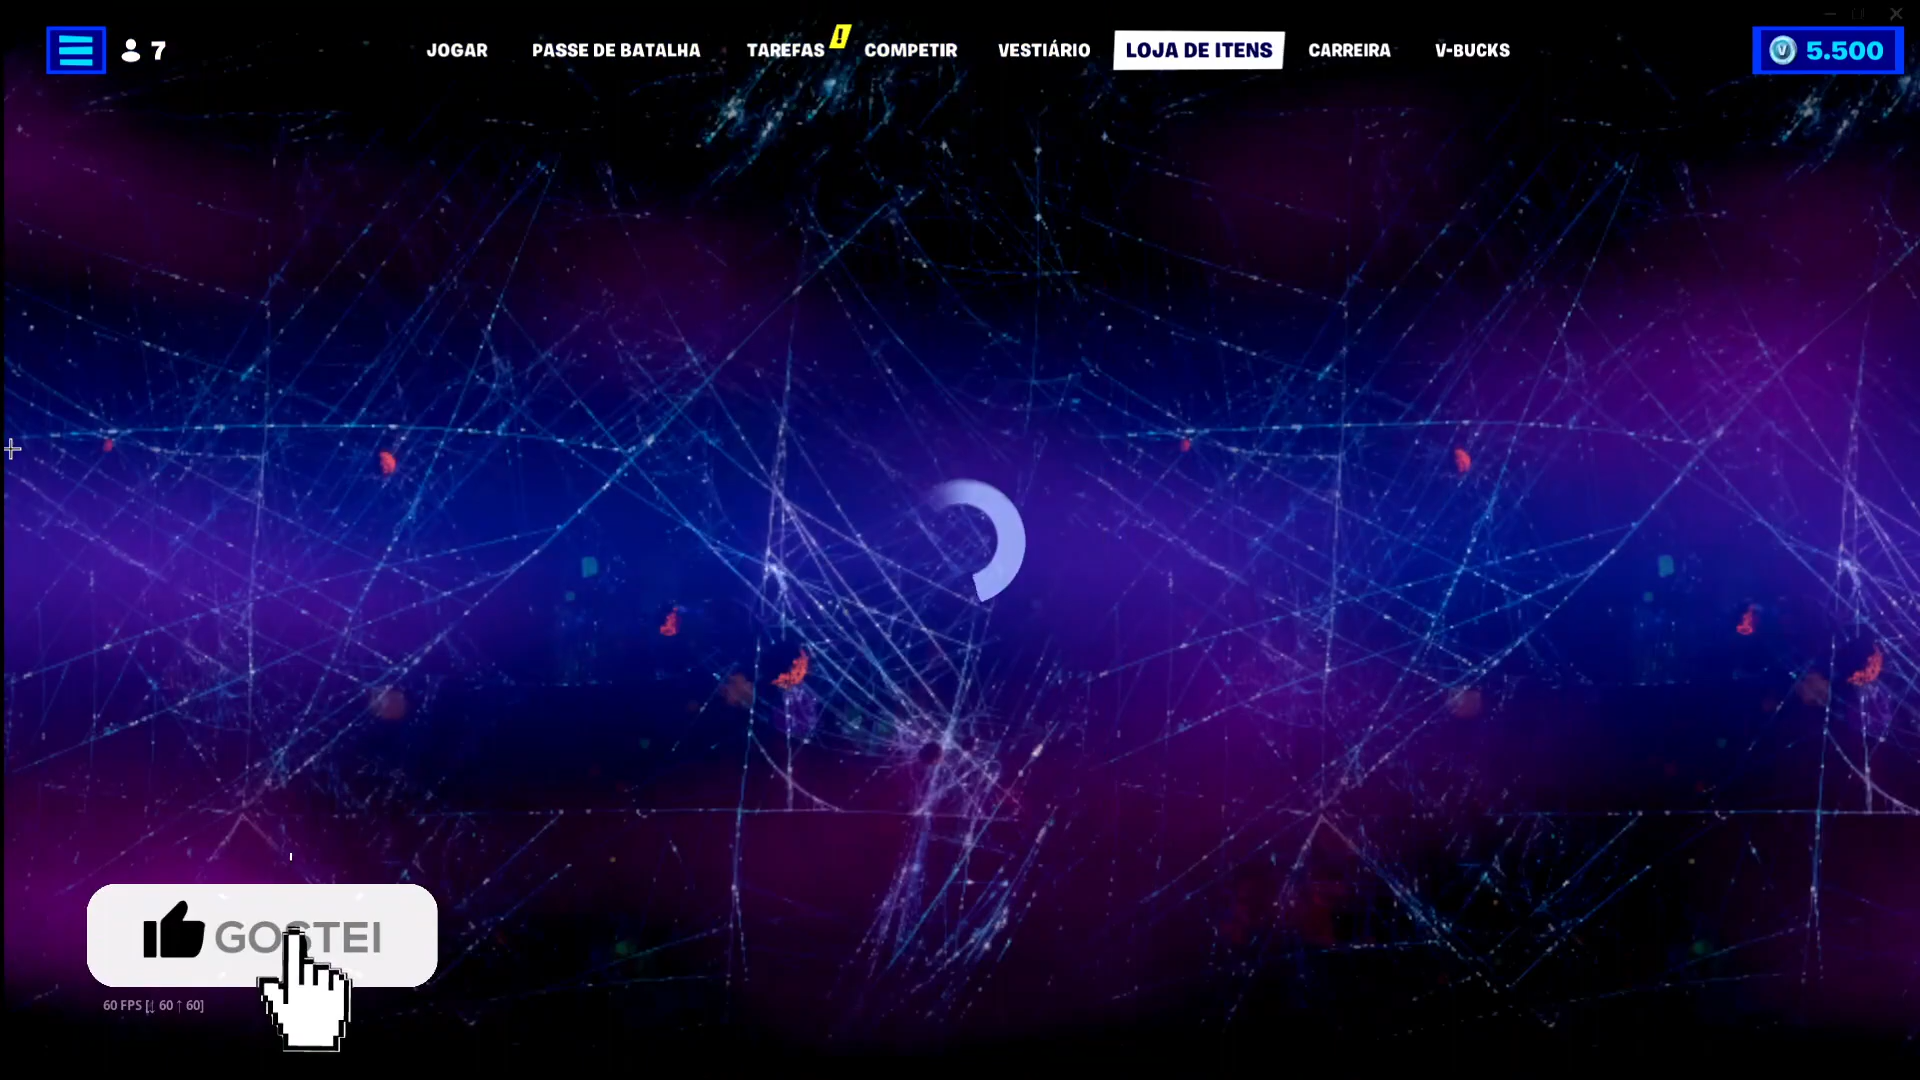 7
JOGAR
PASSE DE BATALHA
TAREFAS
!
COMPETIR
VESTIÁRIO
LOJA DE ITENS
CARREIRA
V-BUCKS
5.500
GOSTEI
60 FPS [↓ 60 ↑ 60]